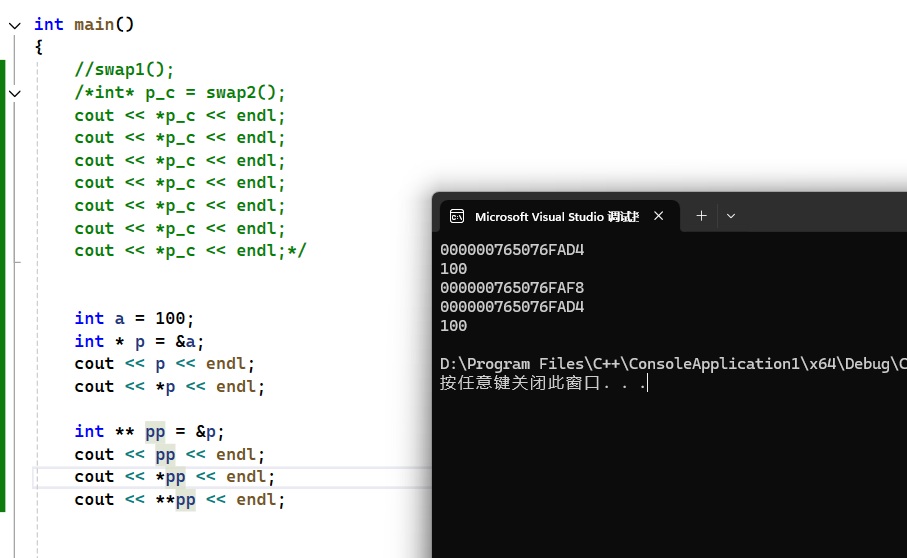 int main()
{
//swap1();
/*int* p_c = swap2();
cout << *p_c << endl;
cout << *p_c << endl;
cout << *p_c << endl;
cout << *p_c << endl;
cout << *p_c << endl;
cout << *p_c << endl;
cout << *p_c << endl;*/
int a = 100;
int * p = &a;
cout << p << endl;
cout << *p << endl;
int ** pp = &p;
cout << pp << endl;
cout << *pp << endl;
cout << **pp << endl;
Microsoft Visual Studio 调试
000000765076FAD4
100
000000765076FAF8
000000765076FAD4
100
D:\Program Files\C++\ConsoleApplication1\x64\Debug\C
按任意键关闭此窗口. . .